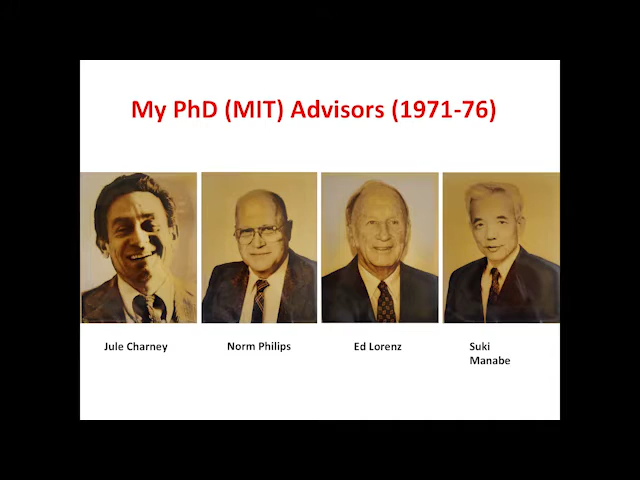 My PhD (MIT) Advisors (1971-76)
Jule Charney
Norm Philips
Ed Lorenz
Suki
Manabe